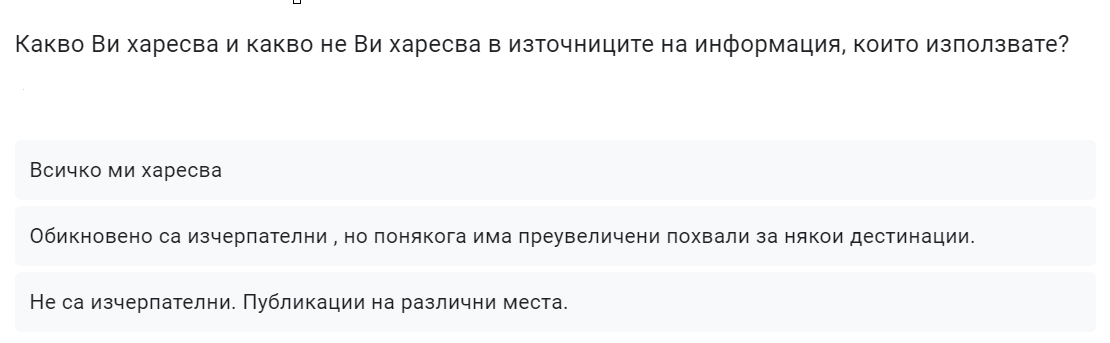 Какво Ви харесва и какво не Ви харесва в източниците на информация, които използвате?
Всичко ми харесва
Обикновено са изчерпателни , но понякога има преувеличени похвали за някои дестинации.
Не са изчерпателни. Публикации на различни места.